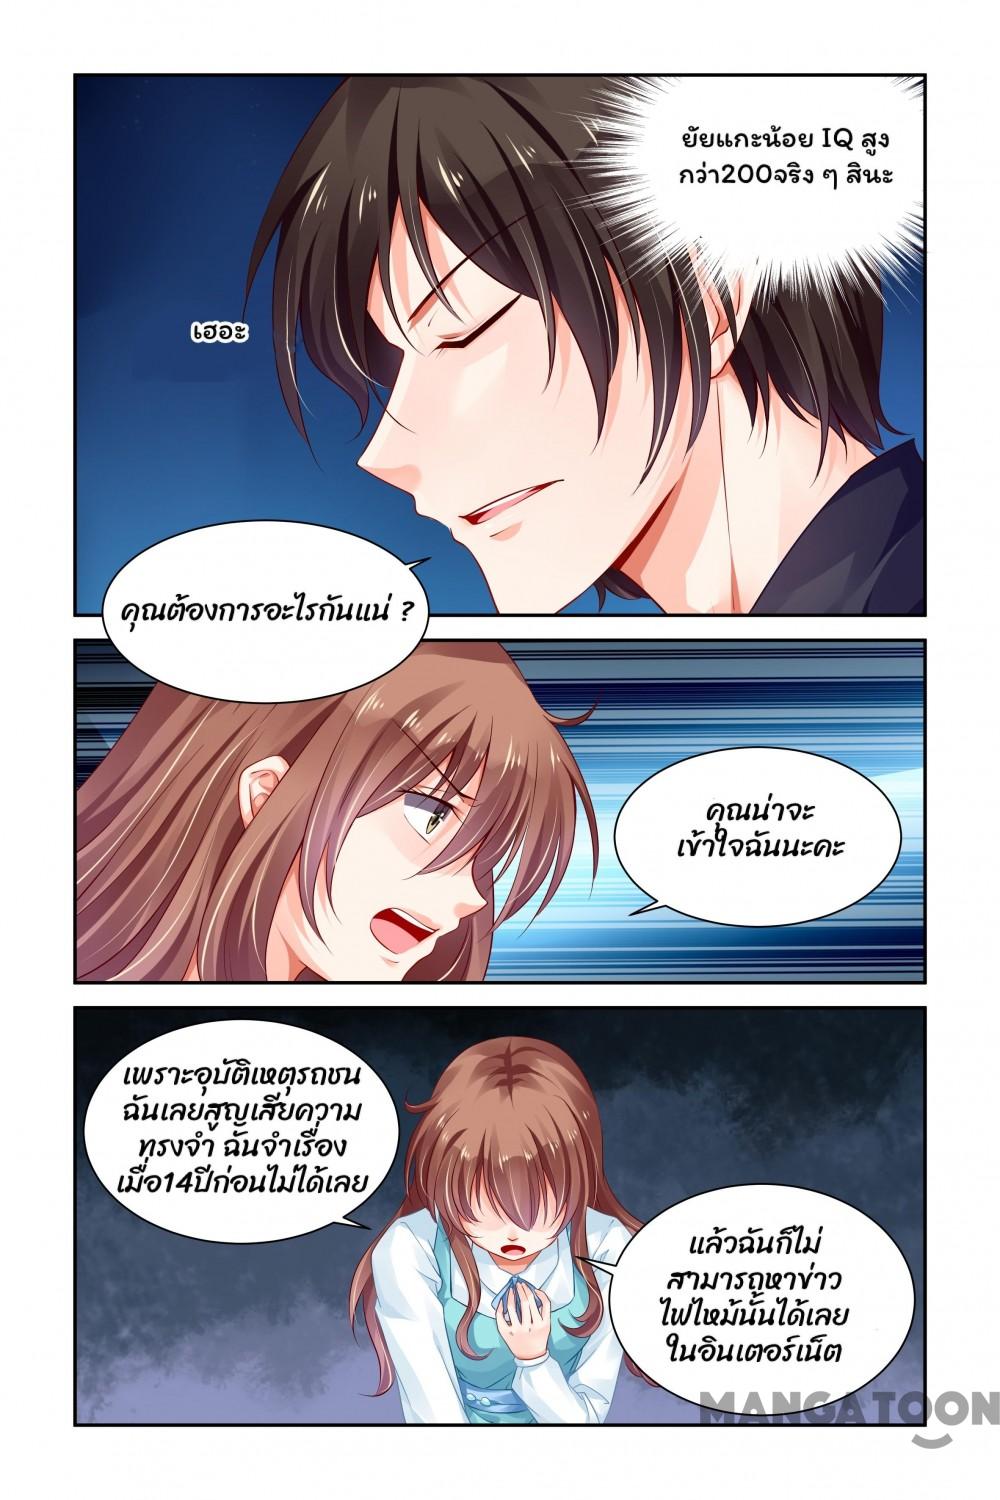 ยัยแกะน้อย IQ สูง
กว่า200จริง ๆ สินะ
เฮอะ
คุณต้องการอะไรกันแน่ ?
คุณน่าจะ
เข้าใจฉันนะคะ
เพราะอุบัติเหตุรถชน
ฉันเลยสูญเสียความ
ทรงจำ ฉันจำเรื่อง
เมื่อ14ปีก่อนไม่ได้เลย
แล้วฉันก็ไม่
สามารถหาข่าว
ไฟไหม้นั้นได้เลย
ในอินเตอร์เน็ต
MANGATOON